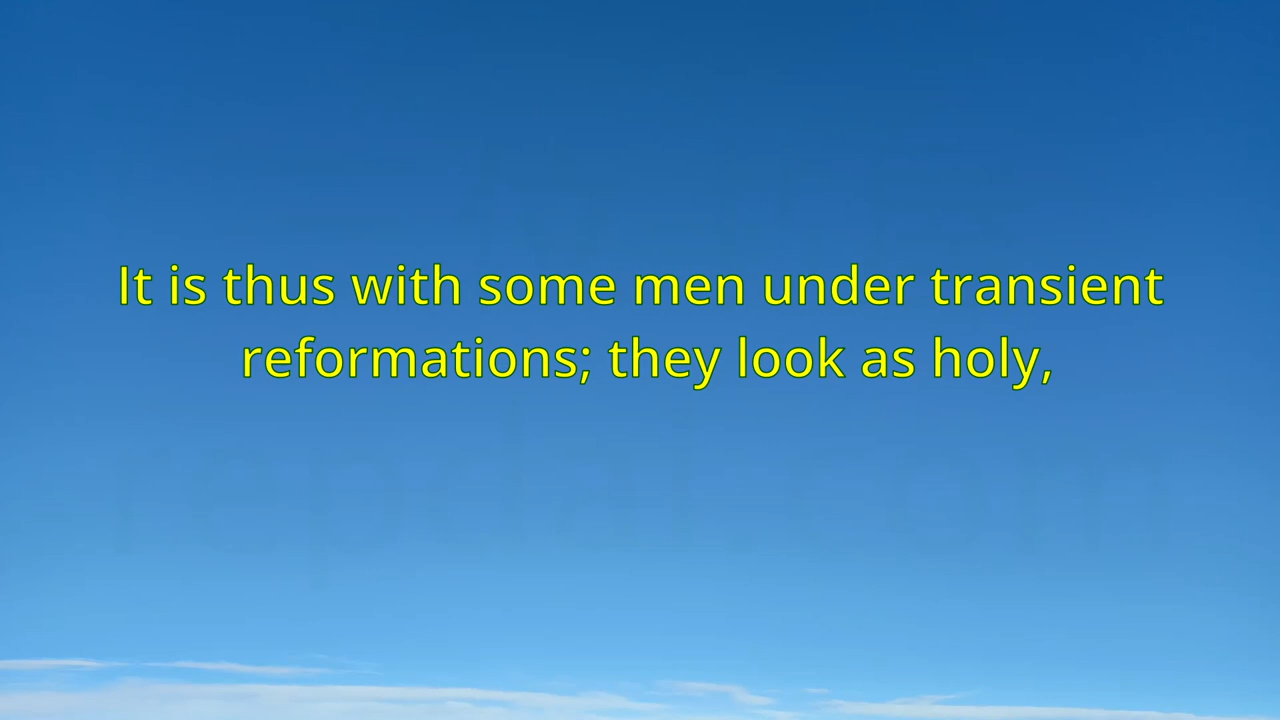 It is thus with some men under transient
reformations; they look as holy,